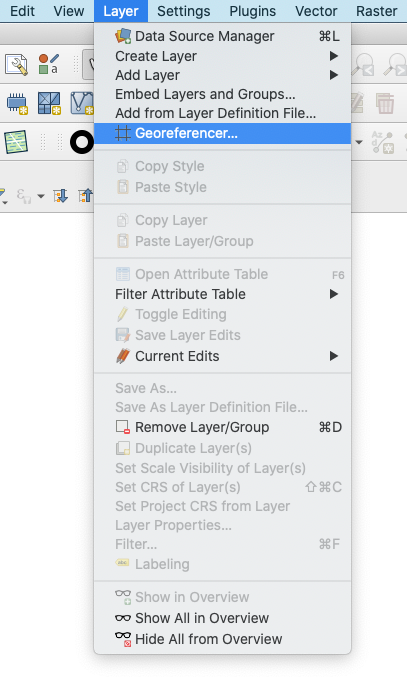 Edit View Layer Settings Plugins Vector Raster
Data Source Manager ⌘L
Create Layer
Add Layer
Embed Layers and Groups...
Add from Layer Definition File...
Georeferencer...
Copy Style
Paste Style
Copy Layer
Paste Layer/Group
Open Attribute Table F6
Filter Attribute Table
Toggle Editing
Save Layer Edits
Current Edits
Save As...
Save As Layer Definition File...
Remove Layer/Group ⌘D
Duplicate Layer(s)
Set Scale Visibility of Layer(s)
Set CRS of Layer(s) ⇧⌘C
Set Project CRS from Layer
Layer Properties...
Filter... ⌘F
Labeling
Show in Overview
Show All in Overview
Hide All from Overview